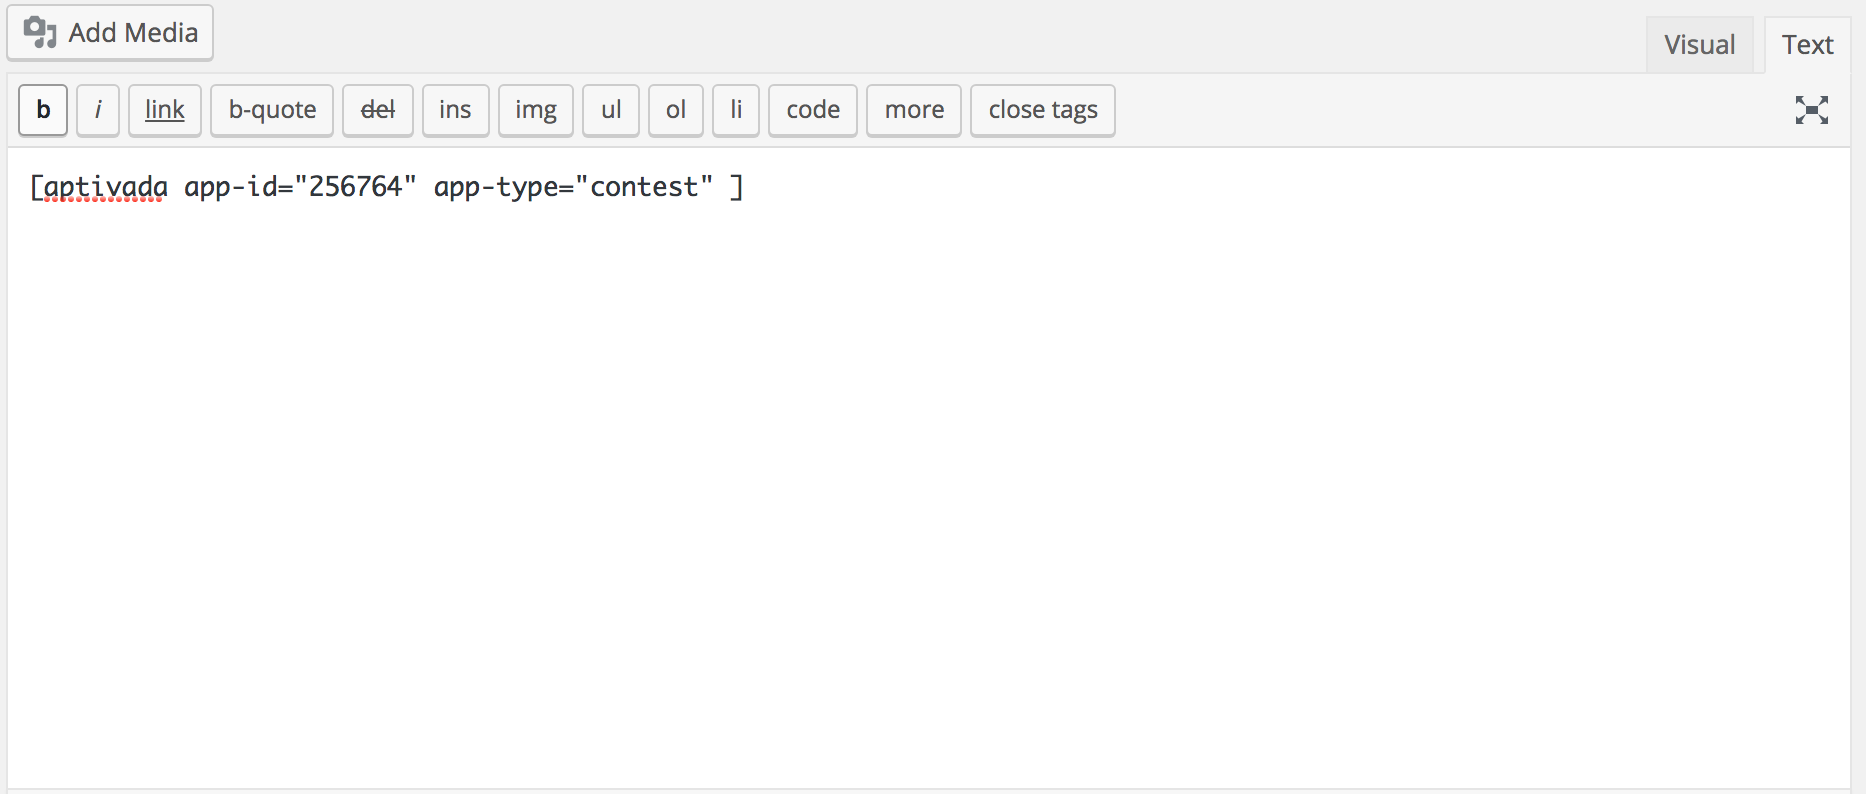 Add Media
Visual Text
b i link b-quote del ins img ul ol li code more close tags
[aptivada app-id="256764" app-type="contest" ]